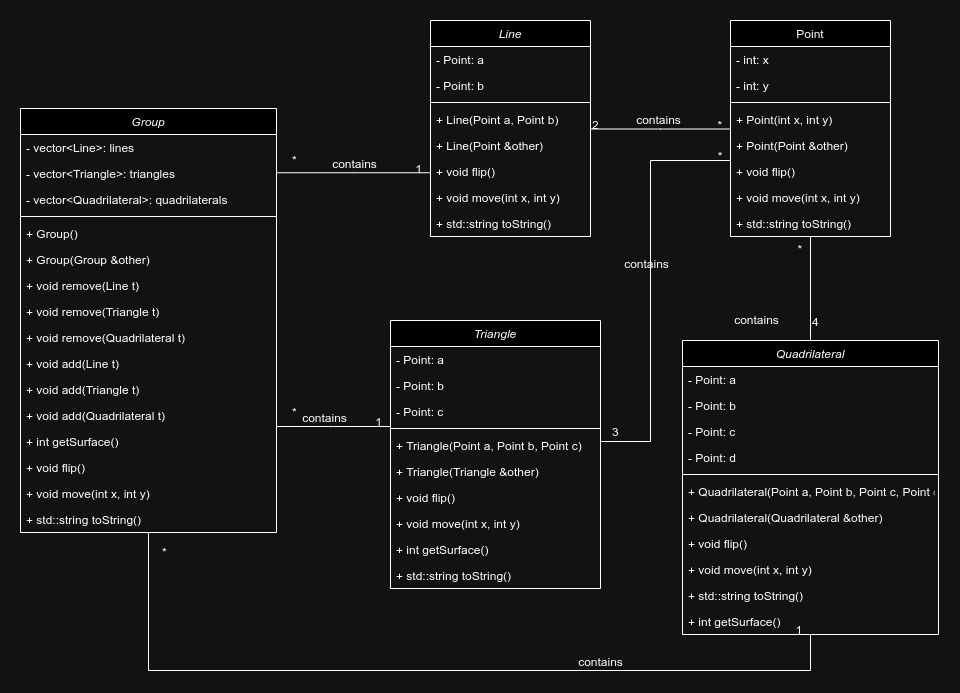 Line
- Point: a
- Point: b
+ Line(Point a, Point b)
+ Line(Point &other)
+ void flip()
+ void move(int x, int y)
+ std::string toString()
Point
- int: x
- int: y
+ Point(int x, int y)
+ Point(Point &other)
+ void flip()
+ void move(int x, int y)
+ std::string toString()
2 contains *
*
contains
3
*
contains 4
Group
- vector<Line>: lines
- vector<Triangle>: triangles
- vector<Quadrilateral>: quadrilaterals
+ Group()
+ Group(Group &other)
+ void remove(Line t)
+ void remove(Triangle t)
+ void remove(Quadrilateral t)
+ void add(Line t)
+ void add(Triangle t)
+ void add(Quadrilateral t)
+ int getSurface()
+ void flip()
+ void move(int x, int y)
+ std::string toString()
* contains 1
* contains 1
Triangle
- Point: a
- Point: b
- Point: c
+ Triangle(Point a, Point b, Point c)
+ Triangle(Triangle &other)
+ void flip()
+ void move(int x, int y)
+ int getSurface()
+ std::string toString()
Quadrilateral
- Point: a
- Point: b
- Point: c
- Point: d
+ Quadrilateral(Point a, Point b, Point c, Point
+ Quadrilateral(Quadrilateral &other)
+ void flip()
+ void move(int x, int y)
+ std::string toString()
+ int getSurface()
1
*
contains